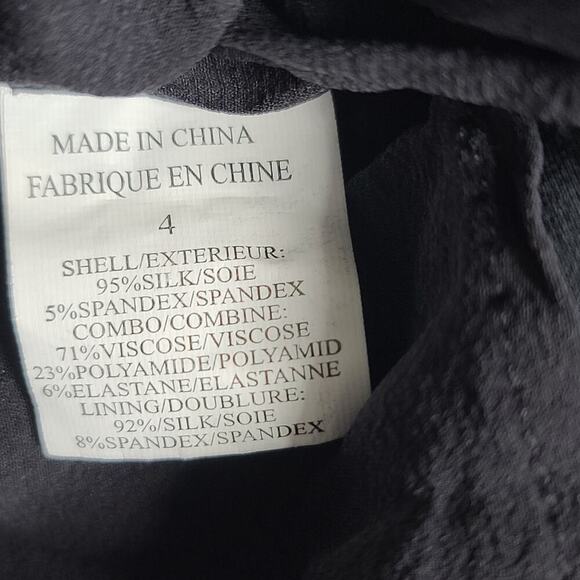 MADE IN CHINA
FABRIQUE EN CHINE
4
SHELL/EXTERIEUR:
95%SILK/SOIE
5%SPANDEX/SPANDEX
COMBO/COMBINE:
71%VISCOSE/VISCOSE
23%POLYAMIDE/POLYAMID
6%ELASTANE/ELASTANNE
LINING/DOUBLURE:
92%/SILK/SOIE
8%SPANDEX/SPANDEX